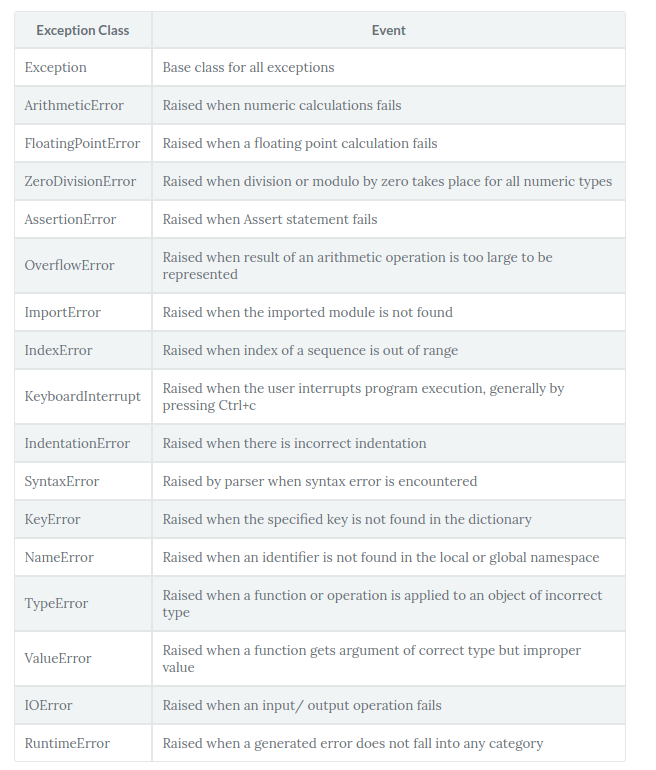 Exception Class Event
Exception Base class for all exceptions
ArithmeticError Raised when numeric calculations fails
FloatingPointError Raised when a floating point calculation fails
ZeroDivisionError Raised when division or modulo by zero takes place for all numeric types
AssertionError Raised when Assert statement fails
OverflowError Raised when result of an arithmetic operation is too large to be
represented
ImportError Raised when the imported module is not found
IndexError Raised when index of a sequence is out of range
KeyboardInterrupt Raised when the user interrupts program execution, generally by
pressing Ctrl+c
IndentationError Raised when there is incorrect indentation
SyntaxError Raised by parser when syntax error is encountered
KeyError Raised when the specified key is not found in the dictionary
NameError Raised when an identifier is not found in the local or global namespace
TypeError Raised when a function or operation is applied to an object of incorrect
type
ValueError Raised when a function gets argument of correct type but improper
value
IOError Raised when an input/ output operation fails
RuntimeError Raised when a generated error does not fall into any category